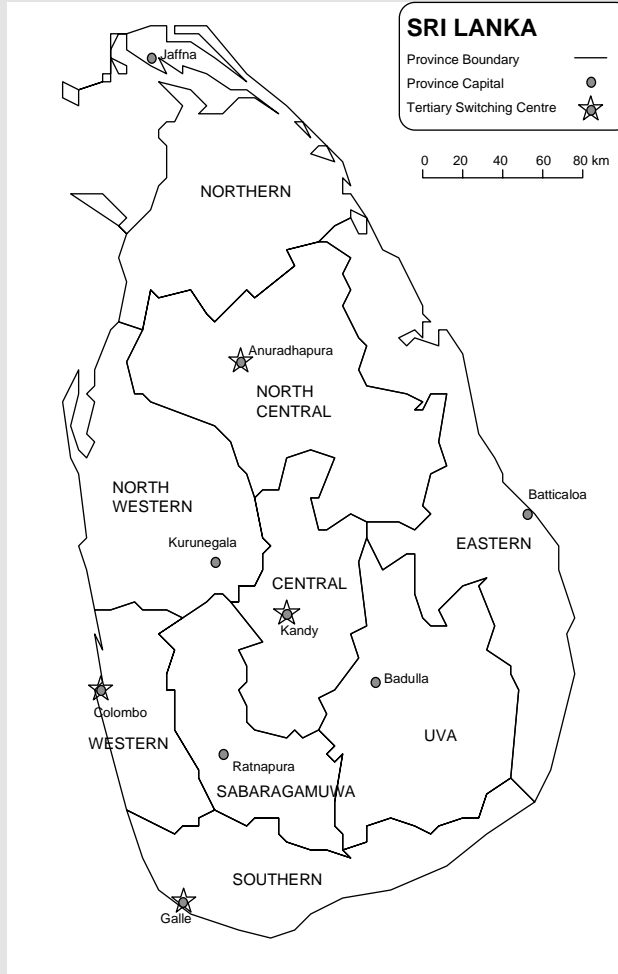 SRI LANKA
Province Boundary
Province Capital
Tertiary Switching Centre
0 20 40 60 80 km
Jaffna
NORTHERN
Anuradhapura
NORTH
CENTRAL
NORTH
WESTERN
Batticaloa
Kurunegala
EASTERN
CENTRAL
Kandy
Badulla
Colombo
WESTERN
UVA
Ratnapura
SABARAGAMUWA
SOUTHERN
Galle